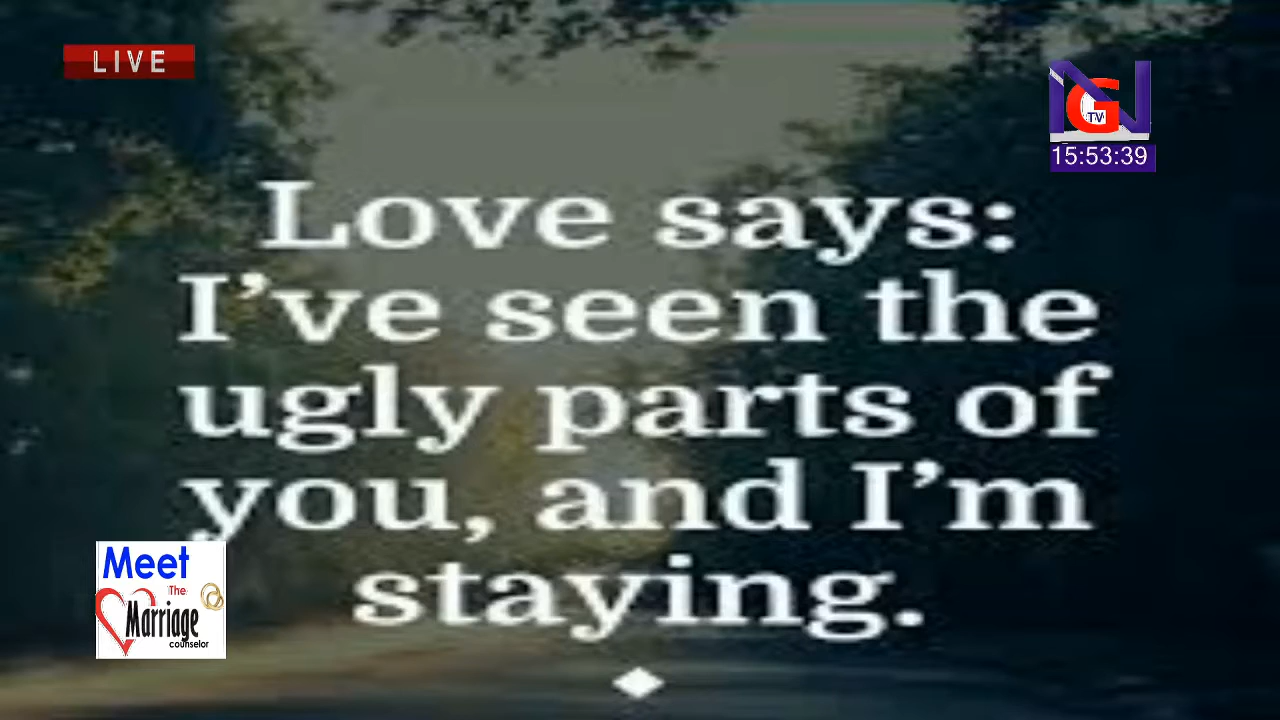 LIVE
NG
TV
15:53:39
Love says:
I've seen the
ugly parts of
you, and I'm
staying.
Meet
The
Marriage
counselor